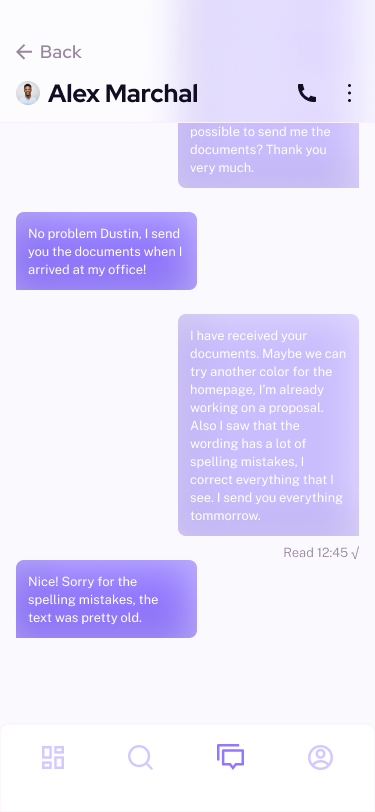 Back
Alex Marchal
possible to send me the
documents? Thank you
very much.
No problem Dustin, I send
you the documents when I
arrived at my office!
I have received your
documents. Maybe we can
try another color for the
homepage, I'm already
working on a proposal.
Also I saw that the
wording has a lot of
spelling mistakes, I
correct everything that I
see. I send you everything
tommorrow.
Read 12:45 √
Nice! Sorry for the
spelling mistakes, the
text was pretty old.